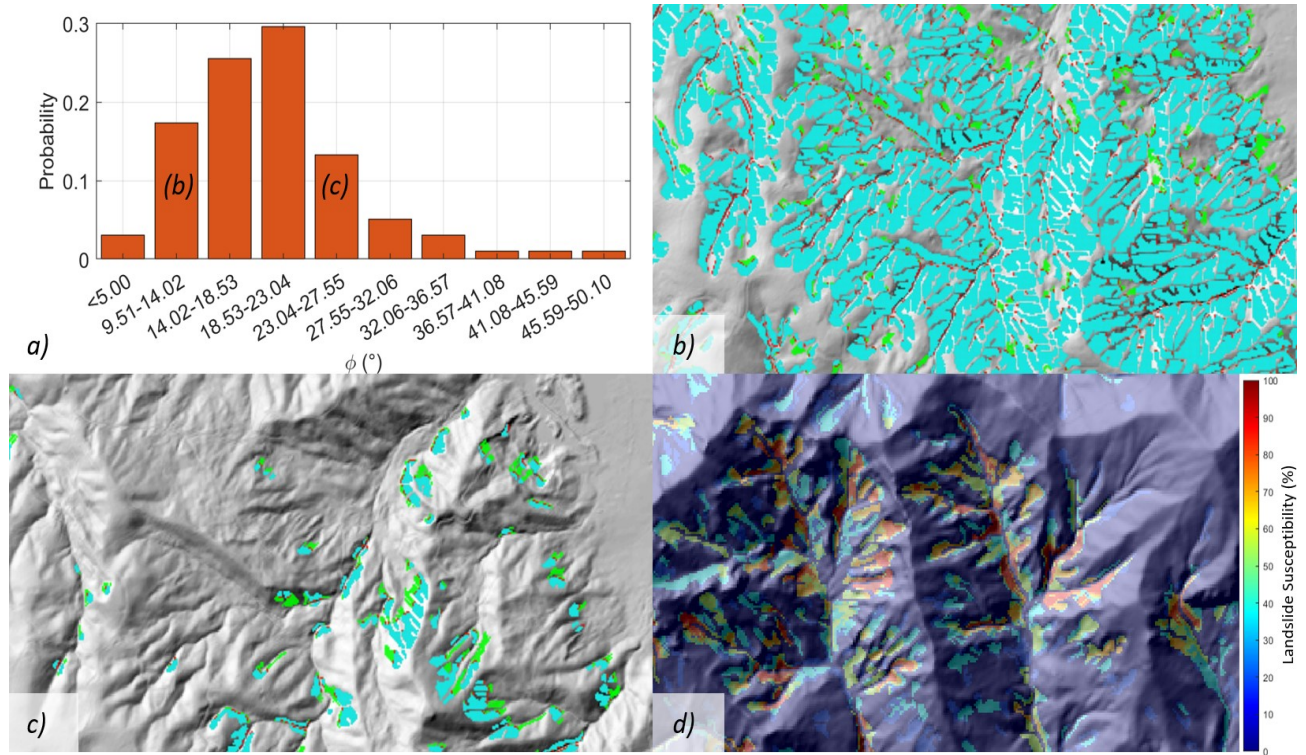 0.3
0.2
0.1
0
Probability
(b)
(c)
<5.00
9.51-14.02
14.02-18.53
18.53-23.04
23.04-27.55
27.55-32.06
32.06-36.57
36.57-41.08
41.08-45.59
45.59-50.10
ϕ (°)
a)
b)
c)
d)
100
90
80
70
60
50
40
30
20
10
0
Landslide Susceptibility (%)